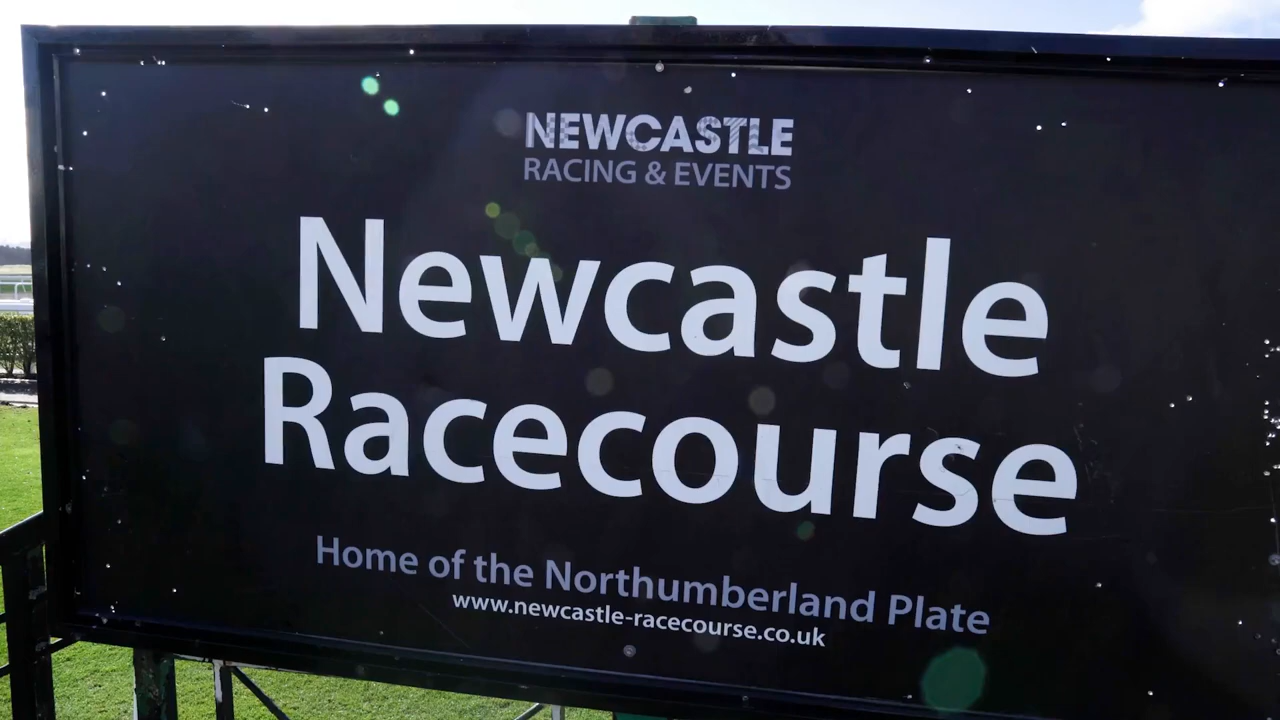 NEWCASTLE
RACING & EVENTS
Newcastle
Racecourse
Home of the Northumberland Plate
www.newcastle-racecourse.co.uk